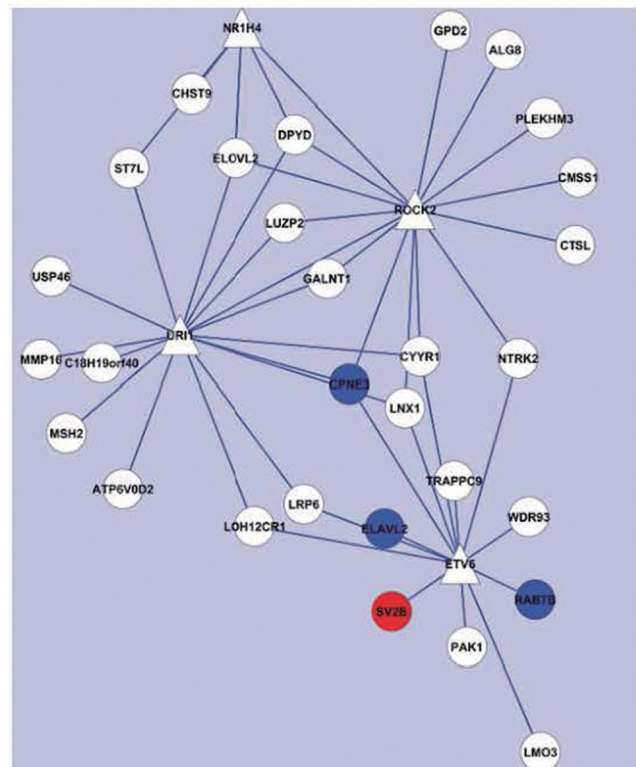 NR1H4
GPD2
ALG8
CHST9
PLEKHM3
DPYD
ST7L
ELOVL2
CMSS1
ROCK2
LUZP2
CTSL
USP46
GALNT1
URI1
MMP16
C18H19orf40
CYYR1
NTRK2
CPNE3
LNX1
MSH2
TRAPPC9
ATP6V0D2
LRP6
WDR93
LOH12CR1
ELAVL2
ETV6
RAB7B
SV2B
PAK1
LMO3